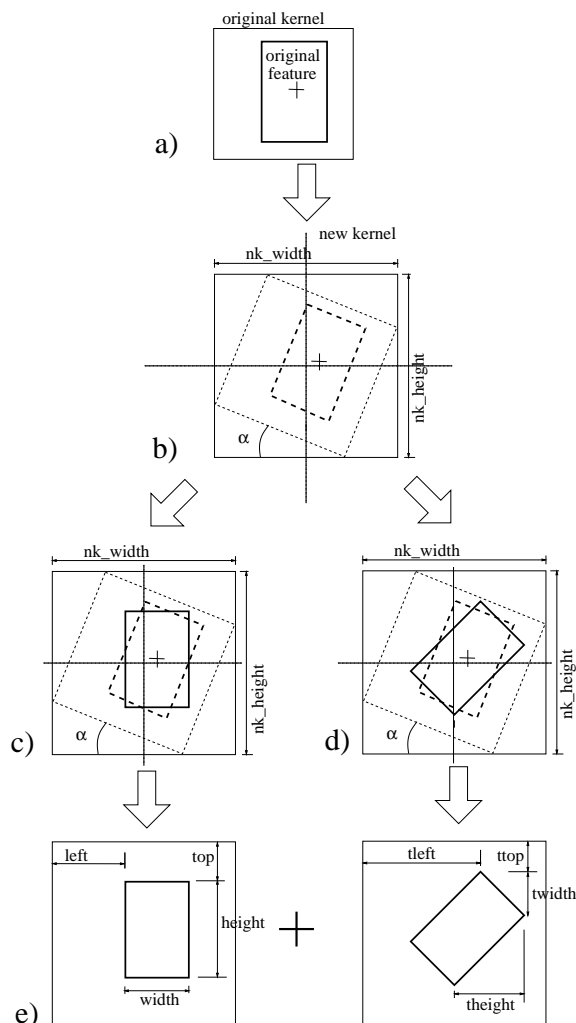 original kernel
original
feature
a)
new kernel
nk_width
nk_height
α
b)
nk_width
nk_height
α
c)
nk_width
nk_height
α
d)
left
top
height
width
tleft
ttop
twidth
theight
e)